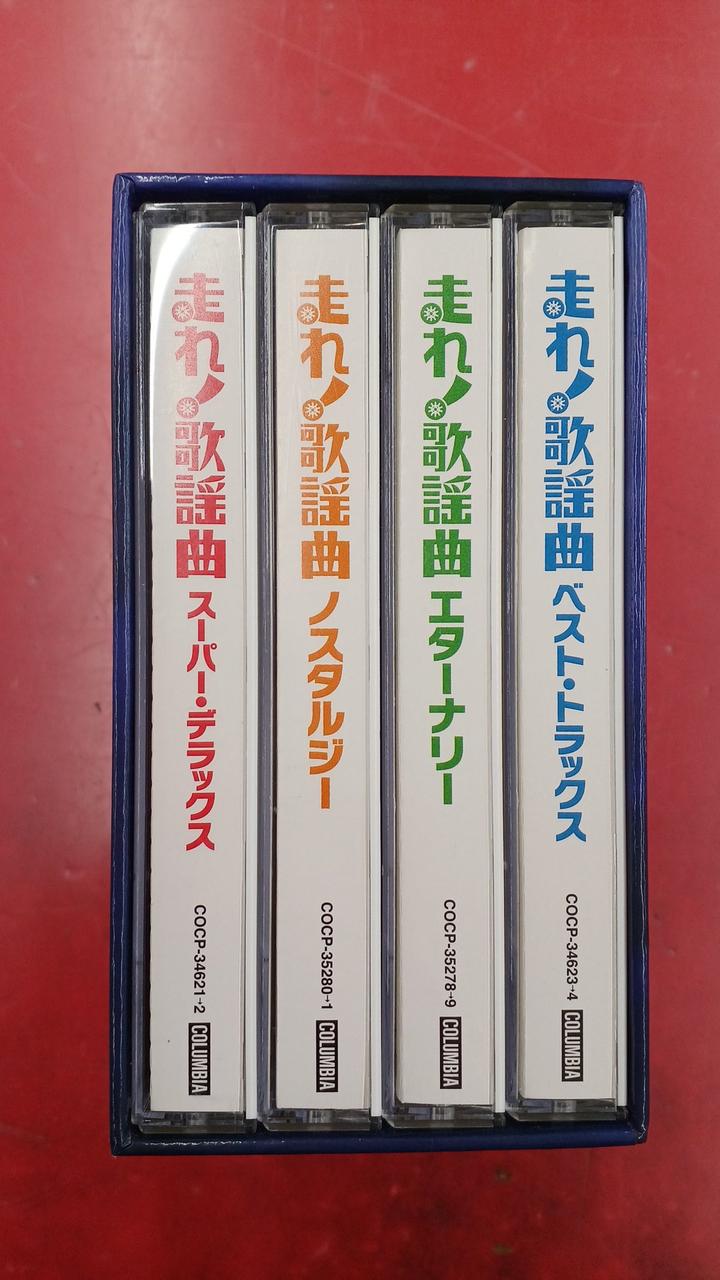 走れ!歌謡曲 スーパー・デラックス
COCP-34621→2
COLUMBIA
走れ!歌謡曲 ノスタルジー
COCP-35280→1
COLUMBIA
走れ!歌謡曲 エターナリー
COCP-35278→9
COLUMBIA
走れ!歌謡曲 ベスト・トラックス
COCP-34623→4
COLUMBIA